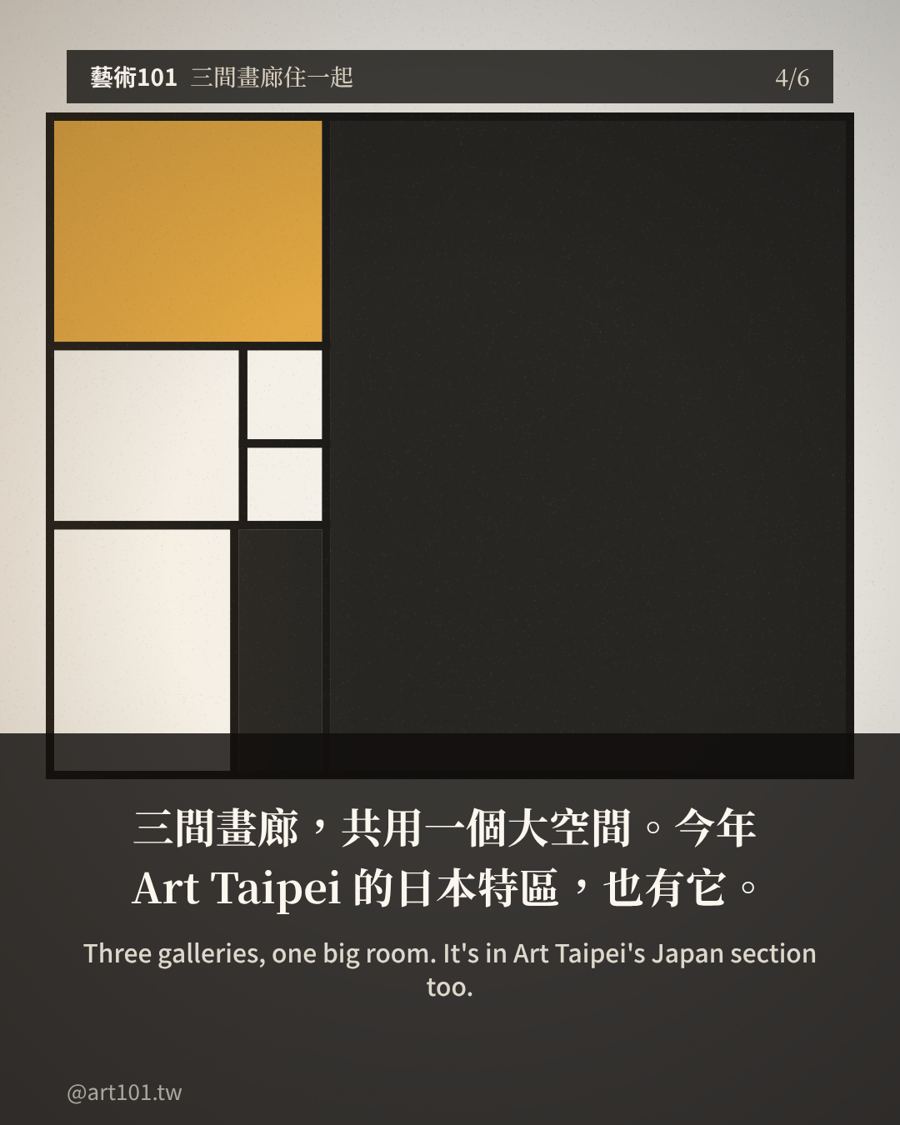 藝術101 三間畫廊住一起 4/6
三間畫廊，共用一個大空間。今年
Art Taipei 的日本特區，也有它。
Three galleries, one big room. It's in Art Taipei's Japan section
too.
@art101.tw